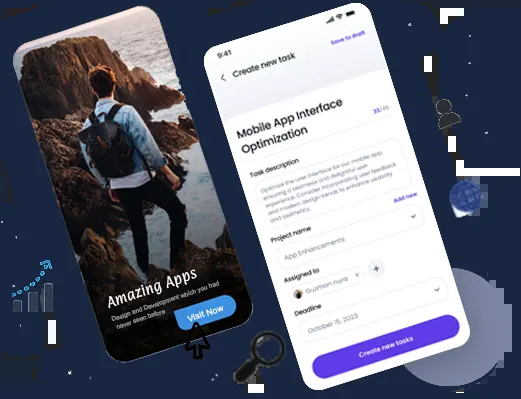 Amazing Apps
Design and Development which you had
never seen before
Visit Now
9:41
Save to draft
Create new task
Mobile App Interface
Optimization
33/45
Task description
Optimize the user interface for our mobile app,
ensuring a seamless and delightful user
experience. Consider incorporating user feedback
and modern design trends to enhance usability
and aesthetics.
Add new
Project name
App Enhancements
Assigned to
Guzman nura
Deadline
October 15, 2023
Create new tasks